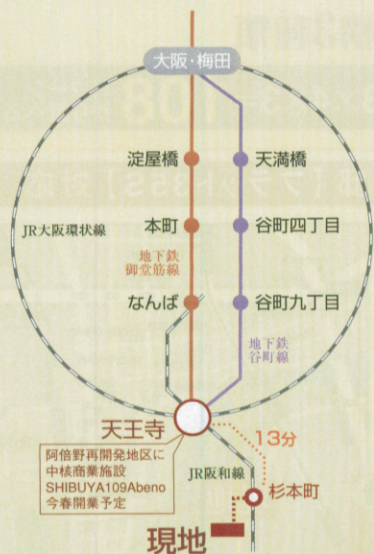 大阪・梅田
淀屋橋
天満橋
JR大阪環状線
本町
谷町四丁目
地下鉄
御堂筋線
なんば
谷町九丁目
地下鉄
谷町線
天王寺
13分
阿倍野再開発地区に
中核商業施設
SHIBUYA109Abeno
今春開業予定
JR阪和線
杉本町
現地